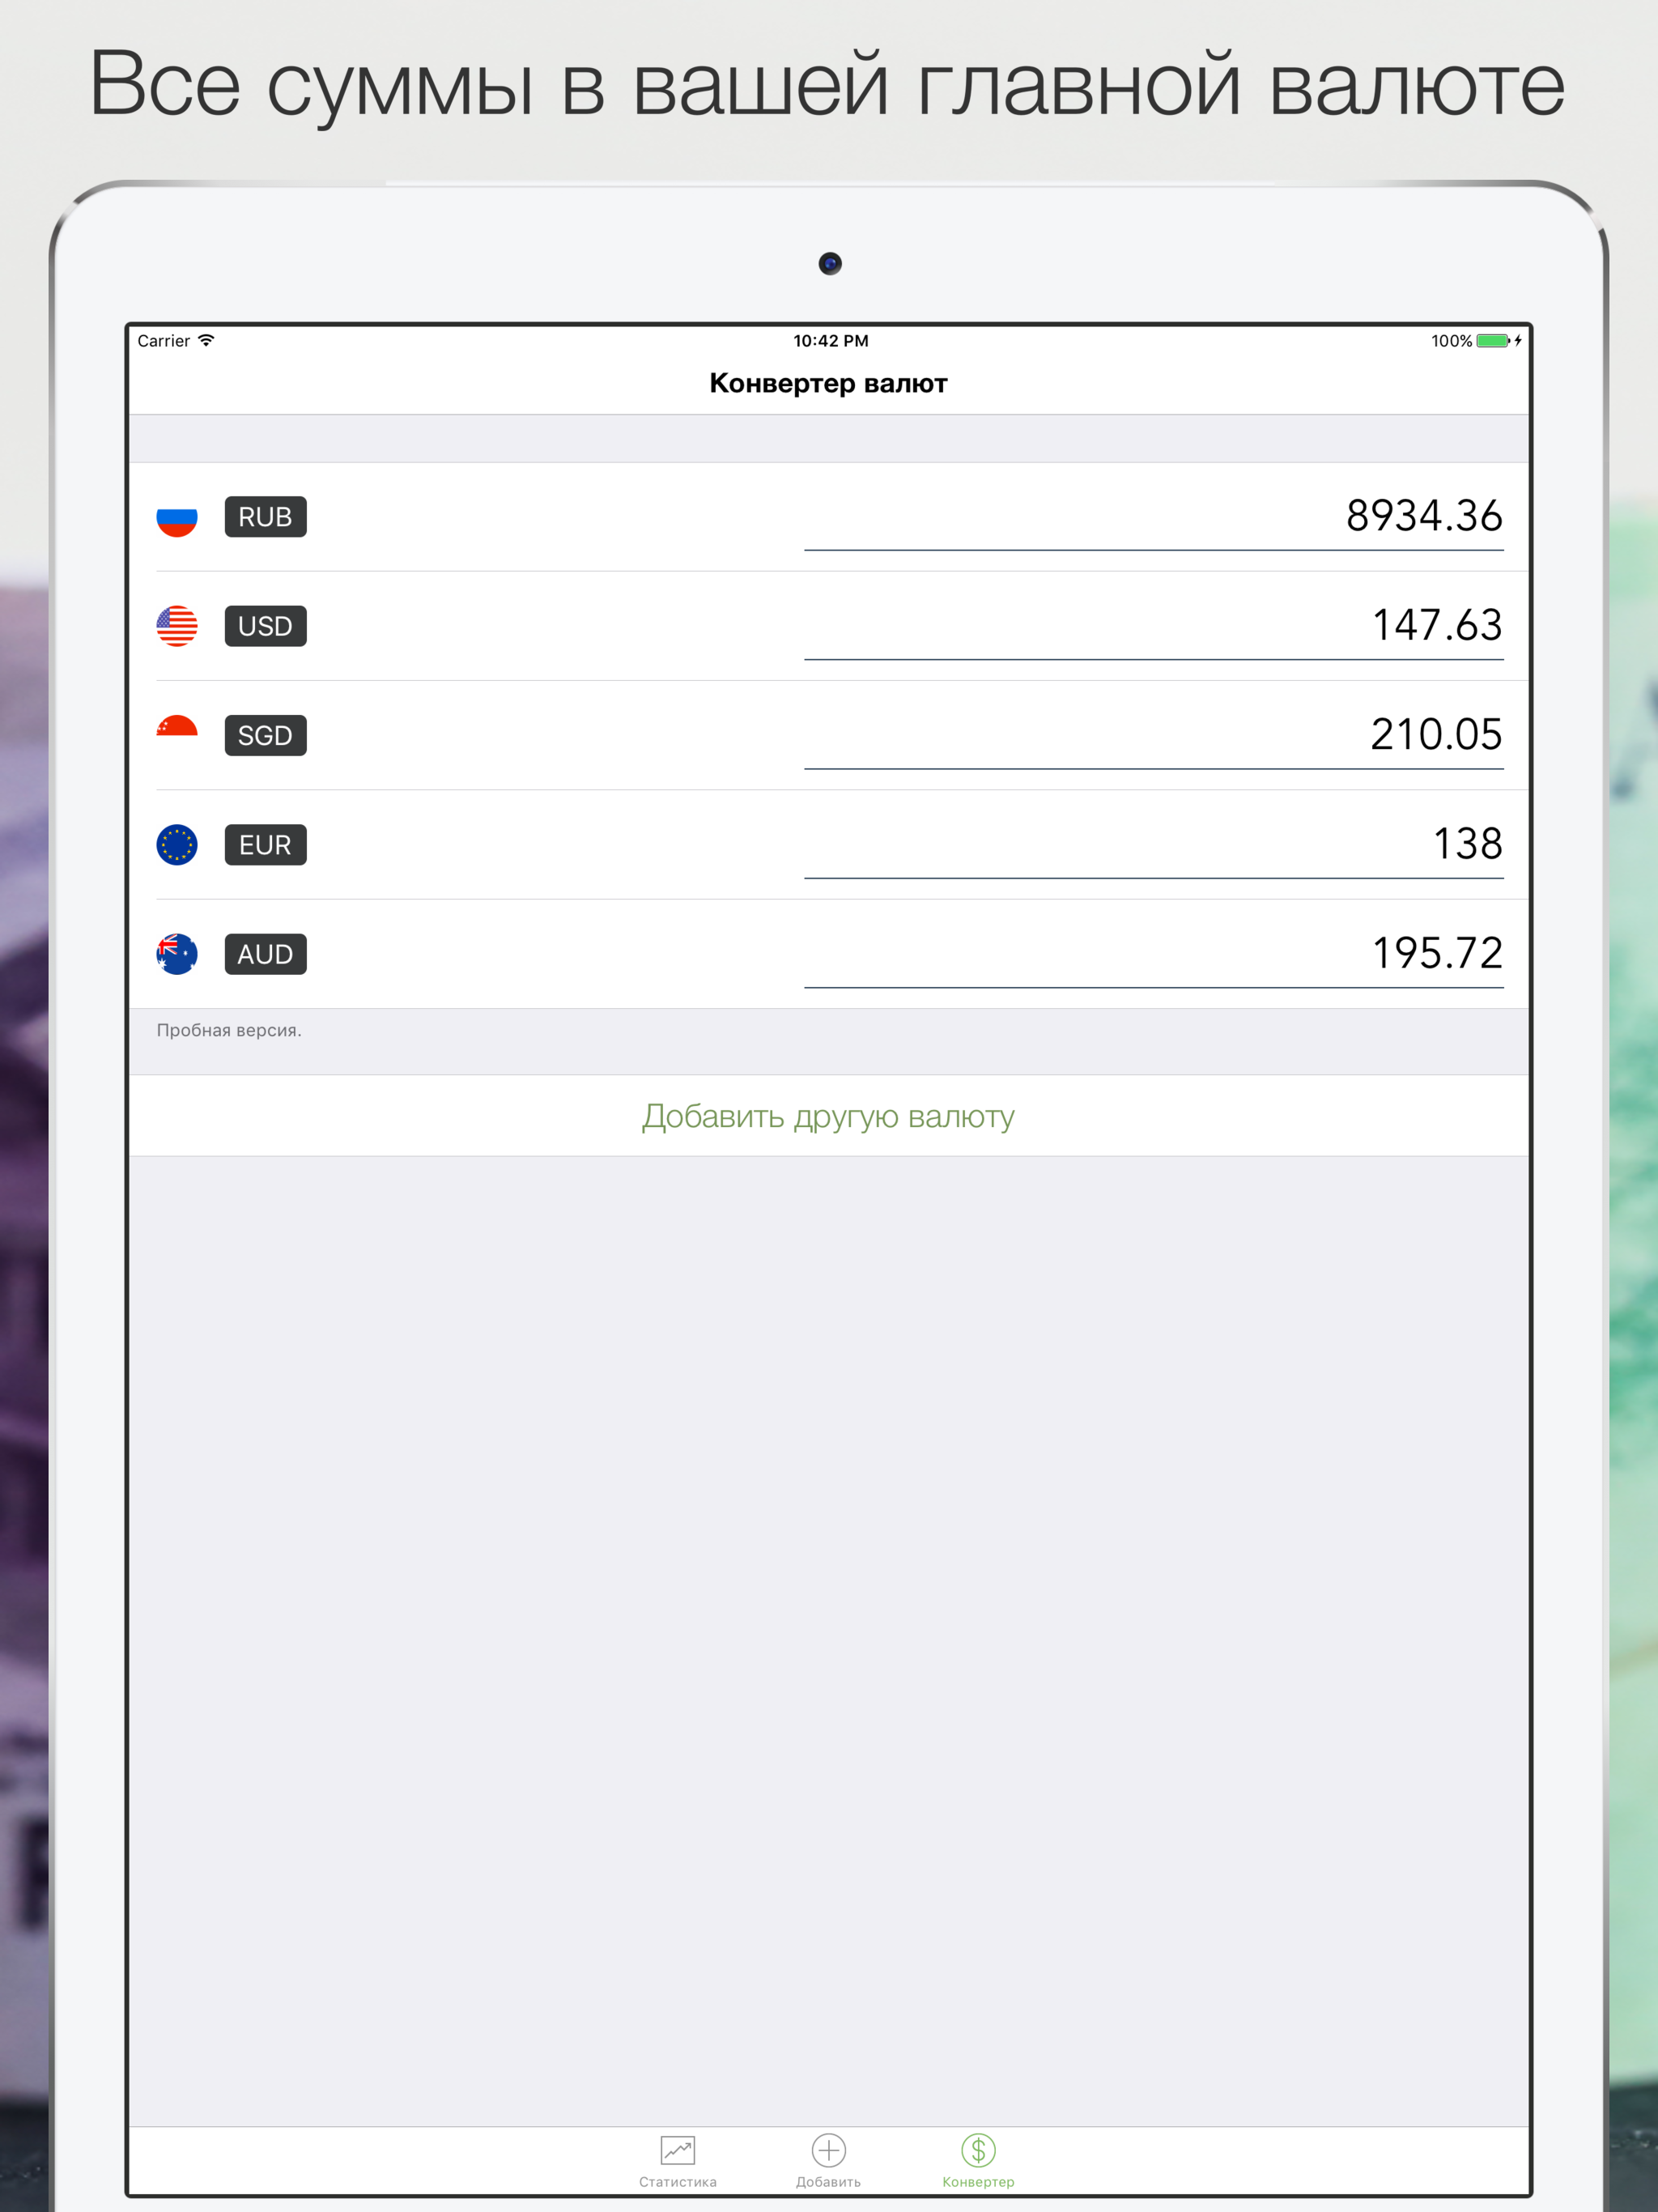 Все суммы в вашей главной валюте
Carrier 10:42 PM 100%
Конвертер валют
RUB 8934.36
USD 147.63
SGD 210.05
EUR 138
AUD 195.72
Пробная версия.
Добавить другую валюту
Статистика Добавить Конвертер